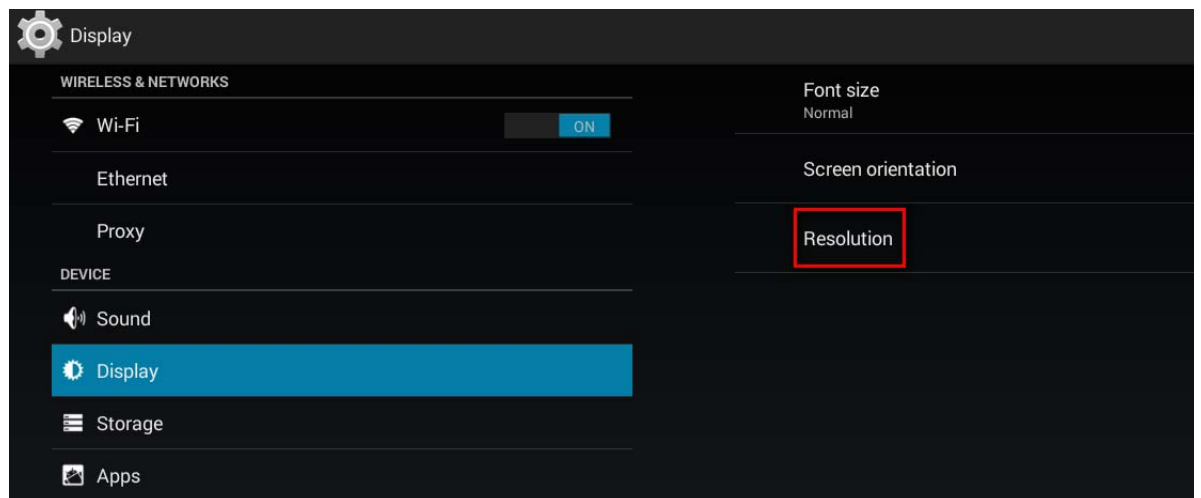 Display
WIRELESS & NETWORKS
Wi-Fi
ON
Ethernet
Proxy
DEVICE
Sound
Display
Storage
Apps
Font size
Normal
Screen orientation
Resolution